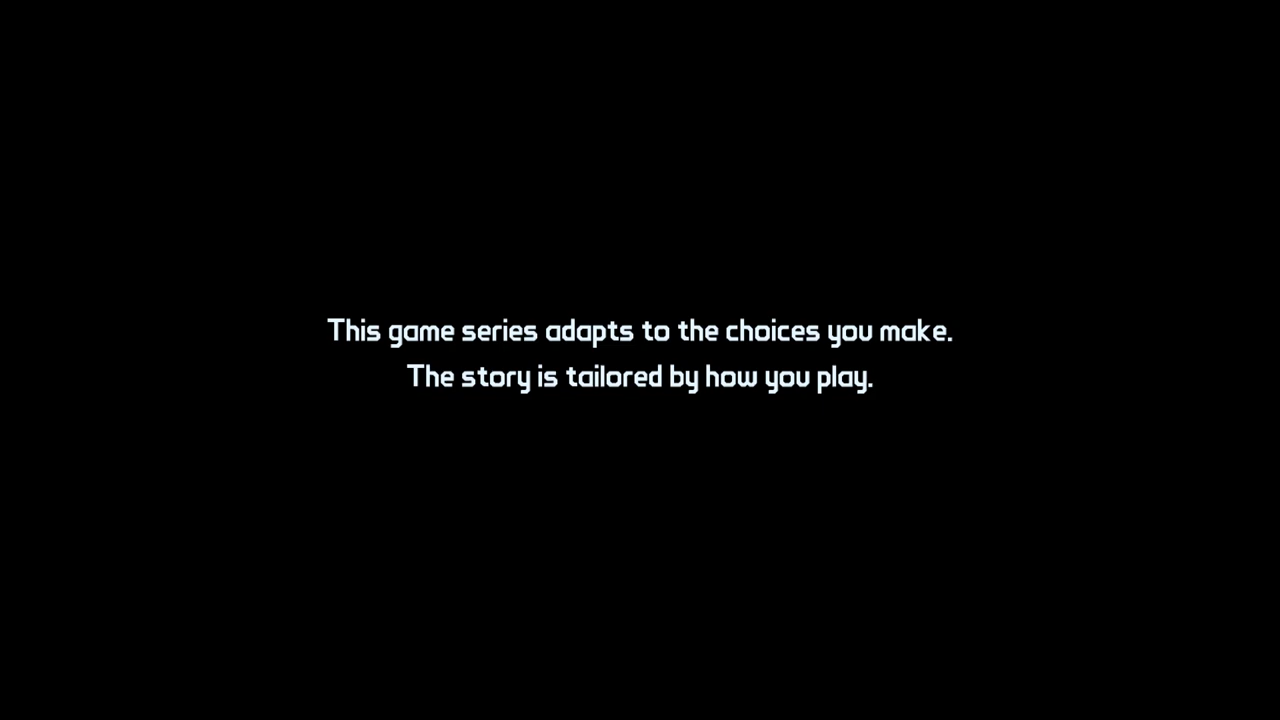 This game series adapts to the choices you make.
The story is tailored by how you play.